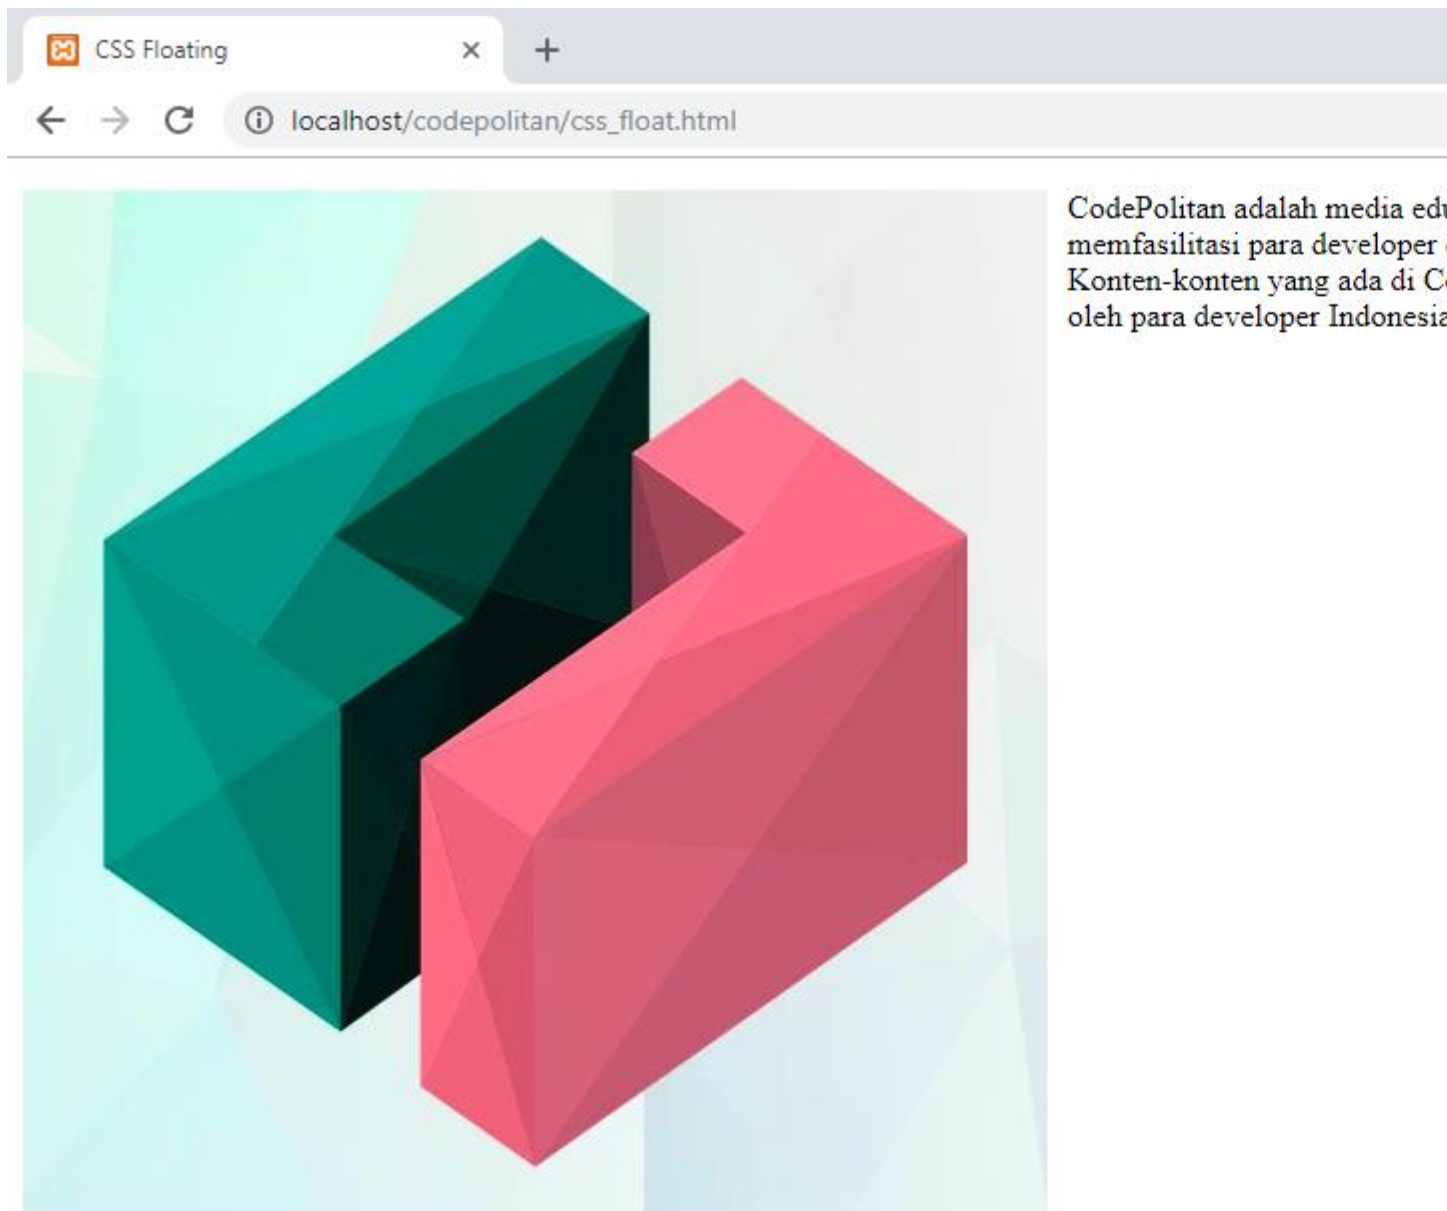 CSS Floating
localhost/codepolitan/css_float.html
CodePolitan adalah media
memfasilitasi para developer
Konten-konten yang ada di
oleh para developer Indonesia